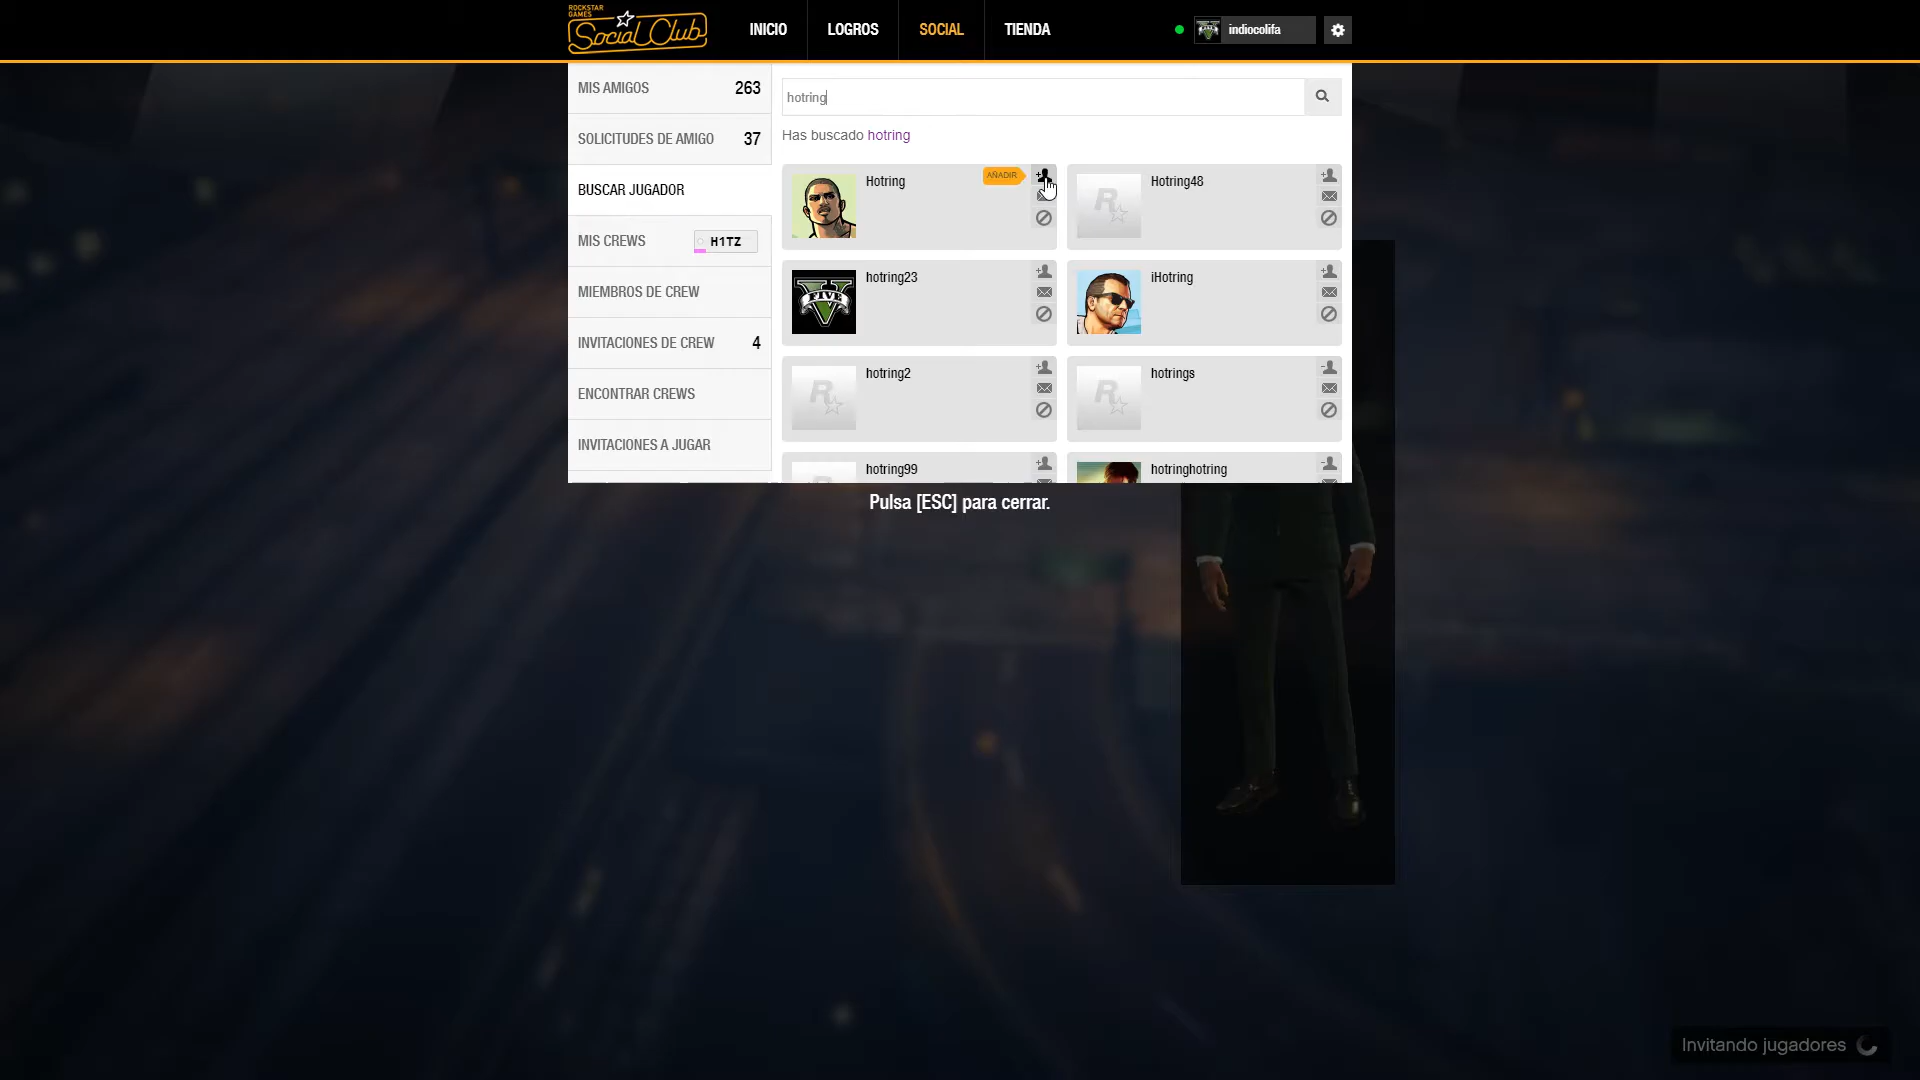 ROCKSTAR
GAMES
Social Club
INICIO
LOGROS
SOCIAL
TIENDA
indiocolifa
MIS AMIGOS 263
SOLICITUDES DE AMIGO 37
BUSCAR JUGADOR
MIS CREWS H1TZ
MIEMBROS DE CREW
INVITACIONES DE CREW 4
ENCONTRAR CREWS
INVITACIONES A JUGAR
hotring
Has buscado hotring
Hotring
AÑADIR
Hotring48
R
hotring23
V
FIVE
iHotring
hotring2
R
hotrings
R
hotring99
hotringhotring
Pulsa [ESC] para cerrar.
Invitando jugadores